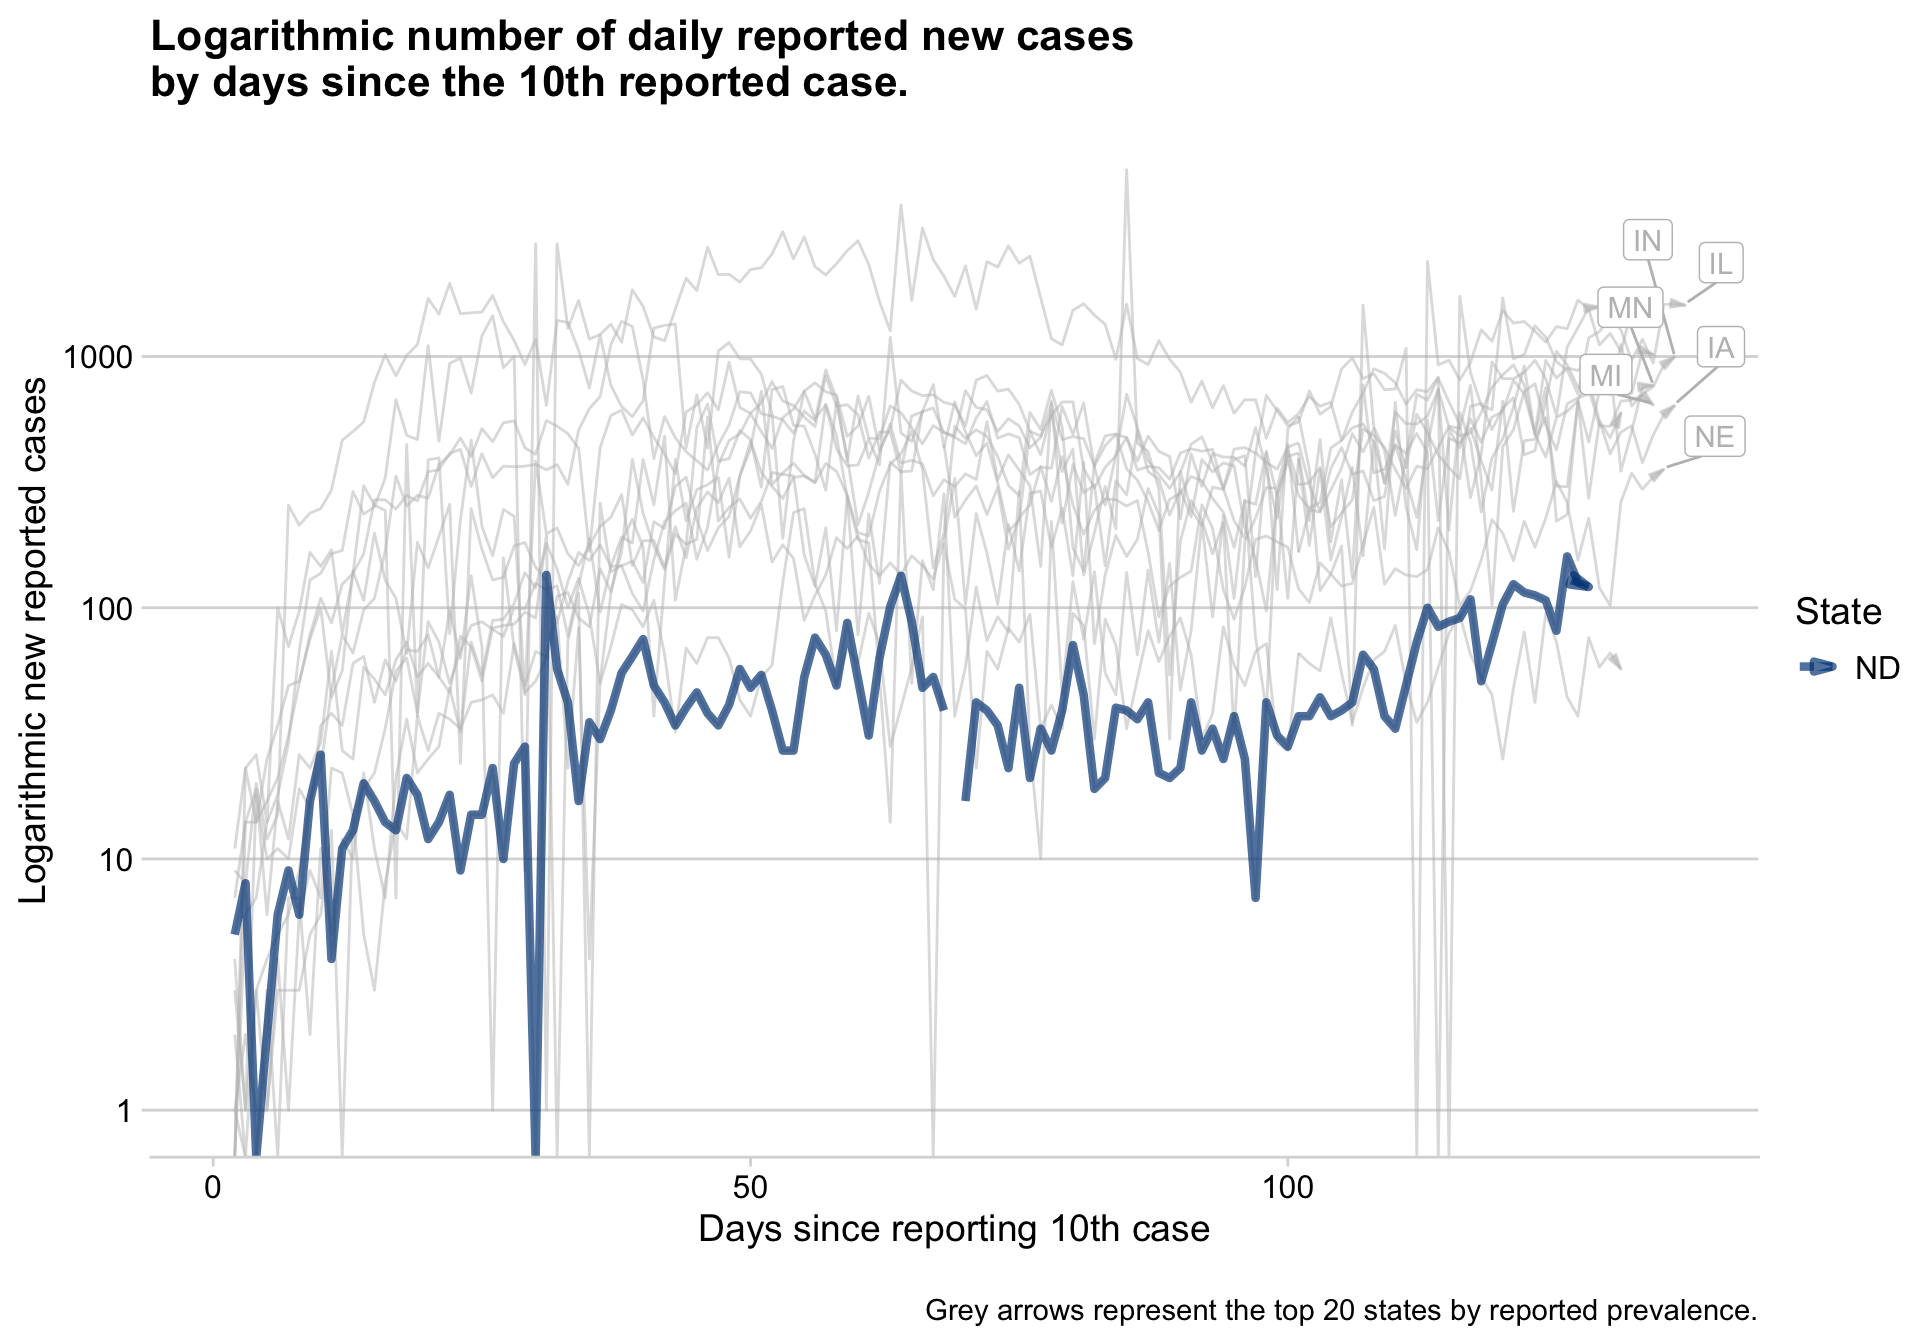 Logarithmic number of daily reported new cases
by days since the 10th reported case.
Logarithmic new reported cases
1000
100
10
1
IN
IL
MN
IA
MI
NE
State
ND
0
50
100
Days since reporting 10th case
Grey arrows represent the top 20 states by reported prevalence.